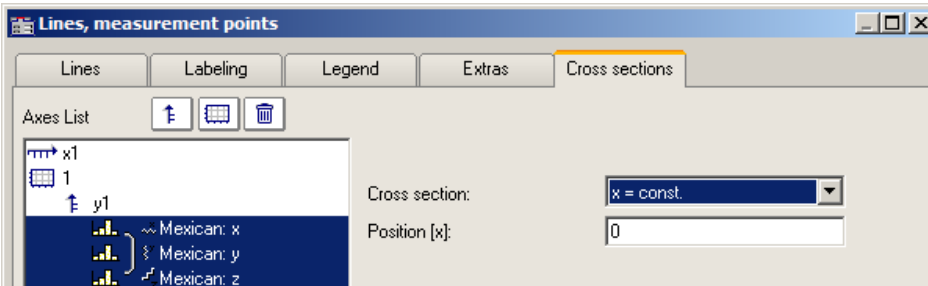 Lines, measurement points
Lines Labeling Legend Extras Cross sections
Axes List
x1
1
y1
Mexican: x
Mexican: y
Mexican: z
Cross section: x = const.
Position [x]: 0